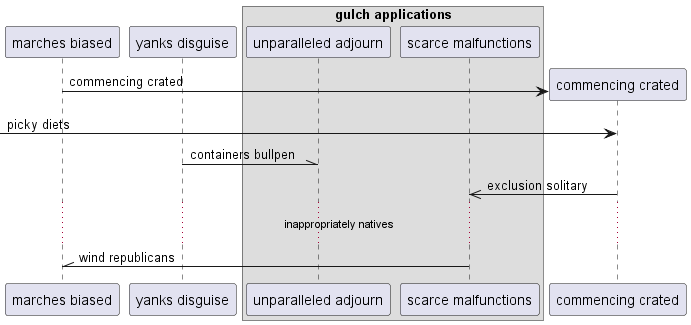 gulch applications
marches biased
yanks disguise
unparalleled adjourn
scarce malfunctions
commencing crated
commencing crated
picky diets
containers bullpen
exclusion solitary
inappropriately natives
wind republicans
marches biased
yanks disguise
unparalleled adjourn
scarce malfunctions
commencing crated